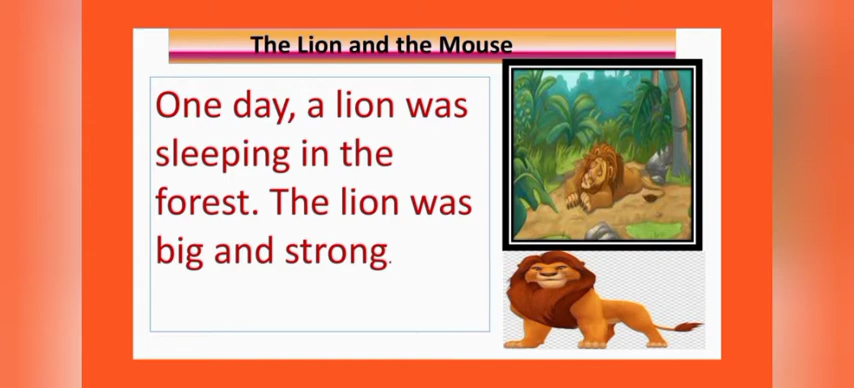 The Lion and the Mouse
One day, a lion was
sleeping in the
forest. The lion was
big and strong.